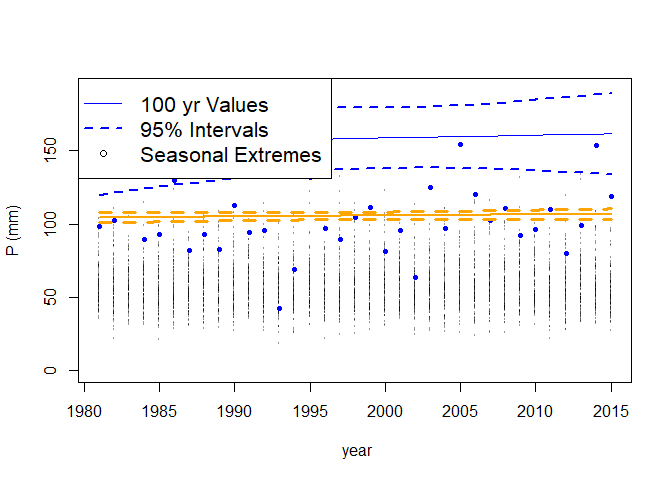 100 yr Values
95% Intervals
Seasonal Extremes
P (mm)
150
100
50
0
1980 1985 1990 1995 2000 2005 2010 2015
year